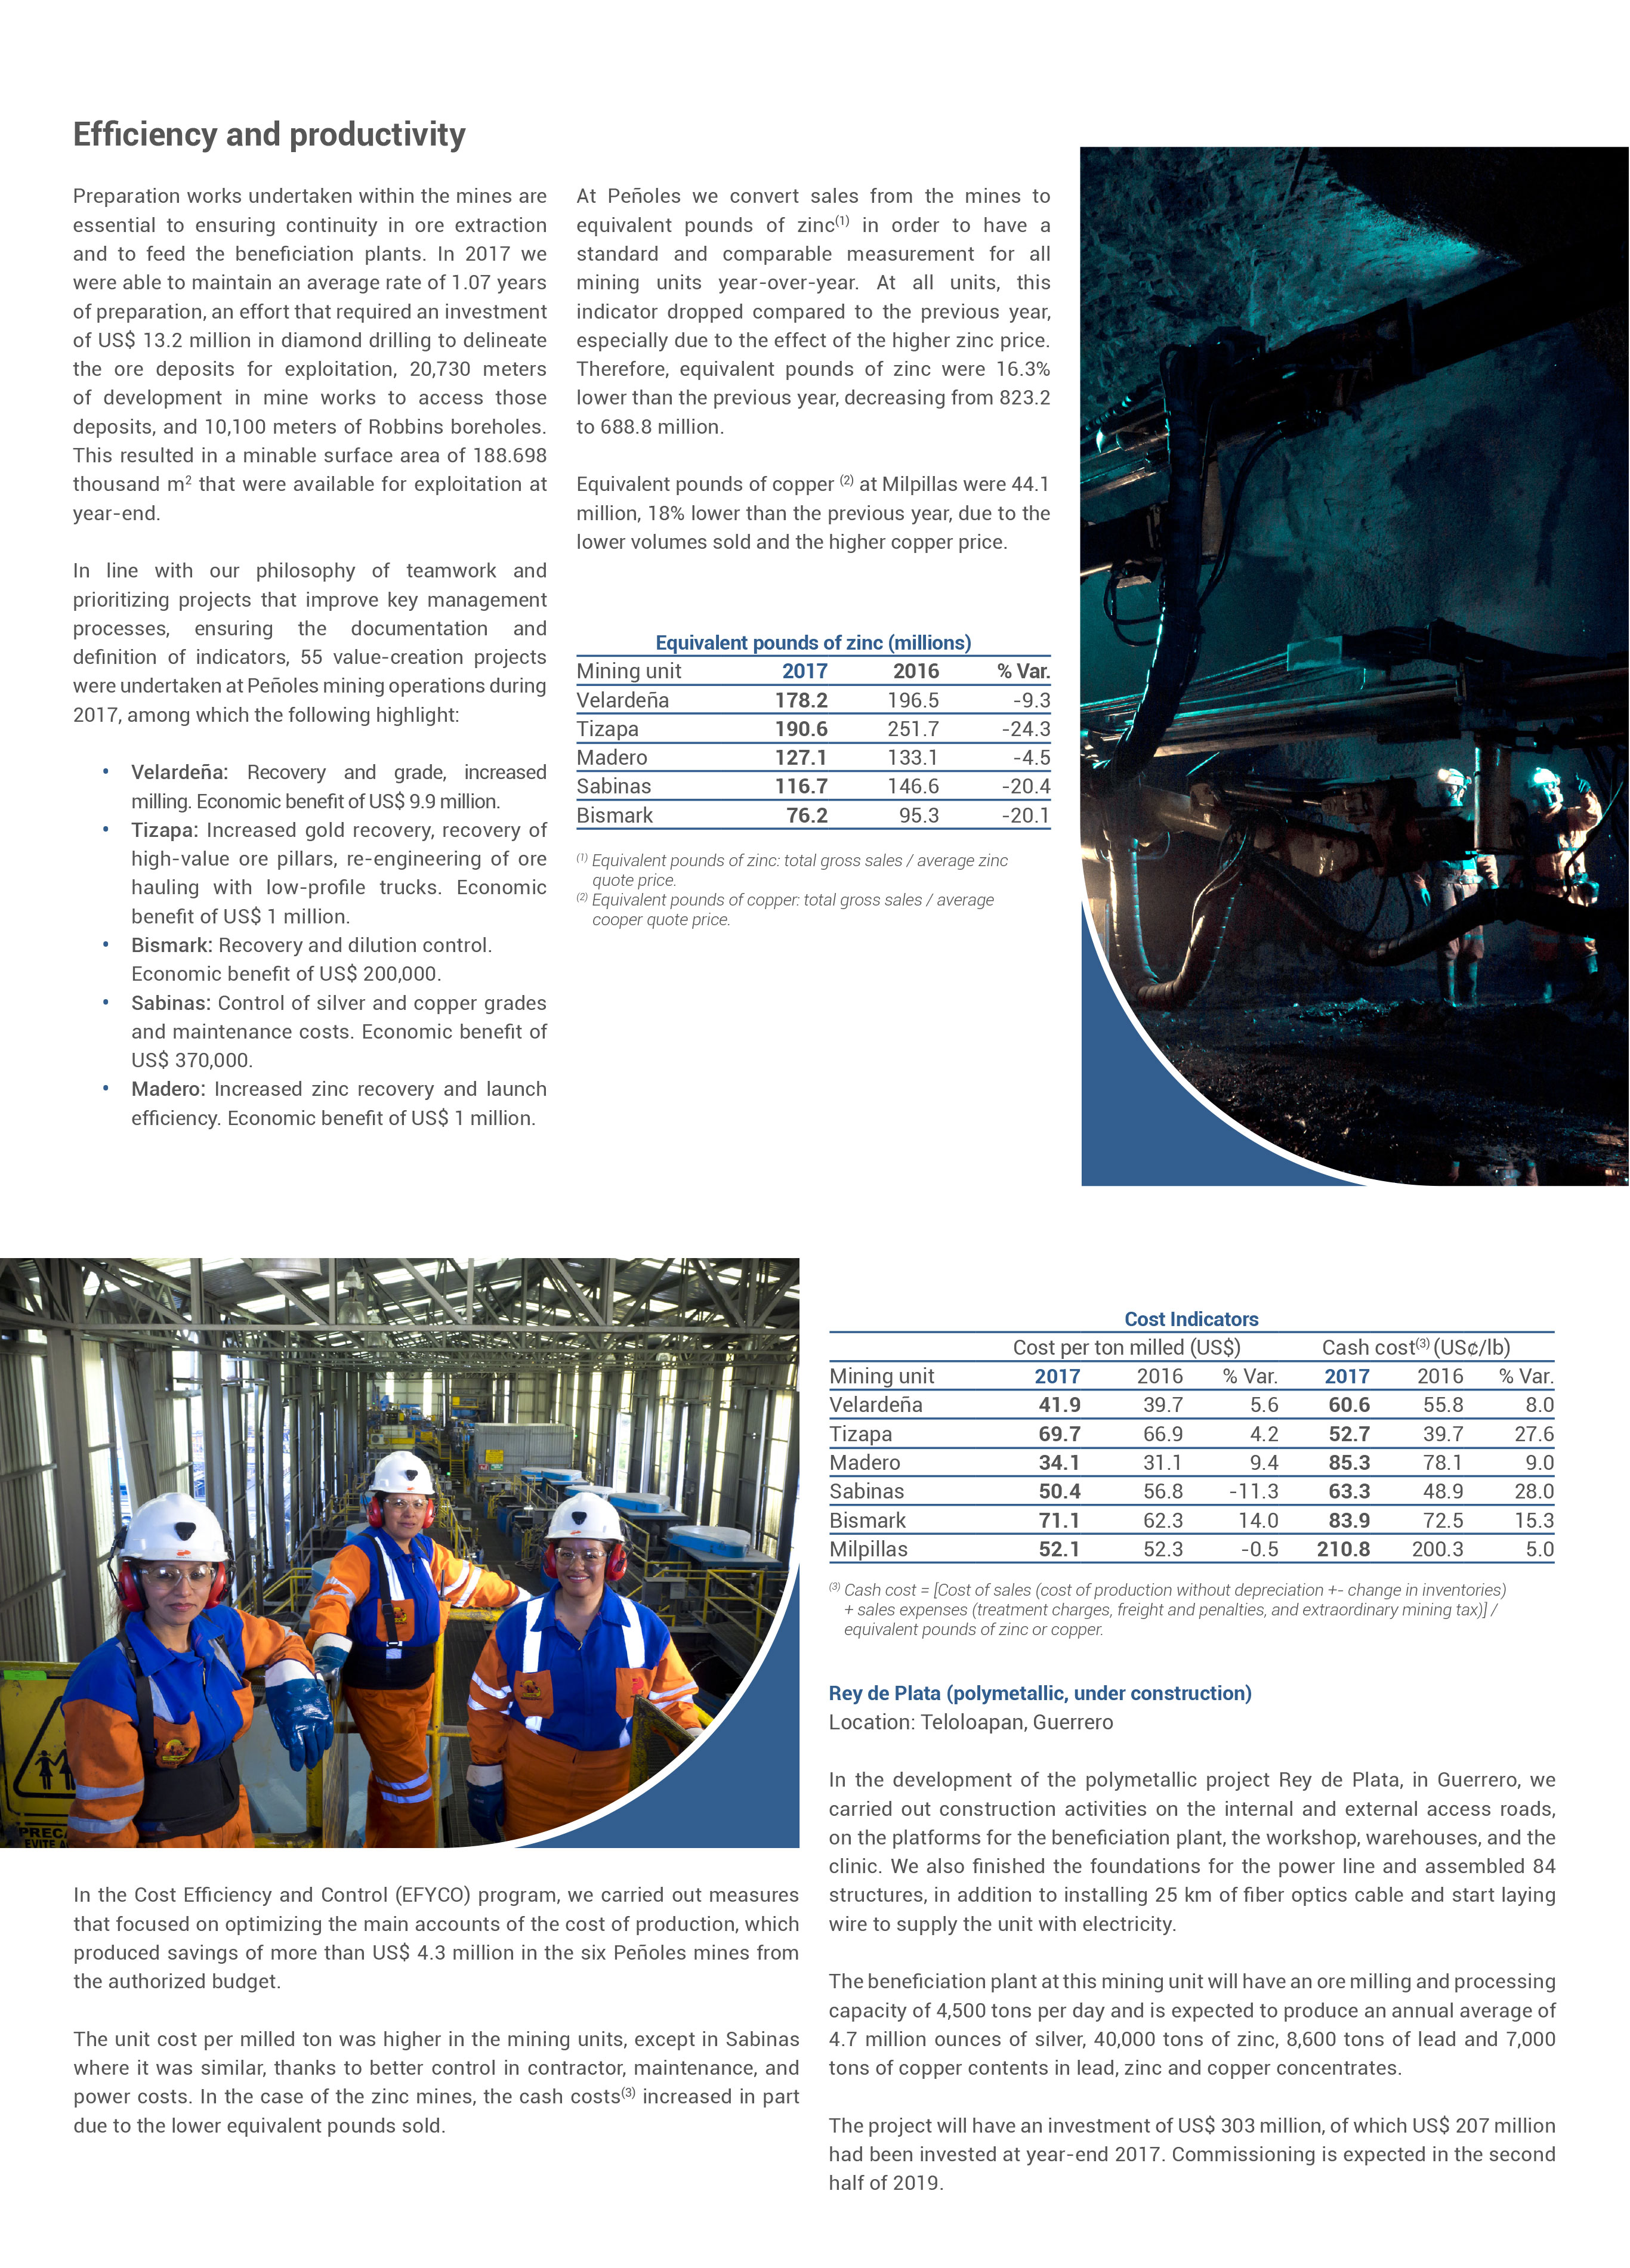 Efficiency and productivity
Preparation works undertaken within the mines are
essential to ensuring continuity in ore extraction
and to feed the beneficiation plants. In 2017 we
were able to maintain an average rate of 1.07 years
of preparation, an effort that required an investment
of US$ 13.2 million in diamond drilling to delineate
the ore deposits for exploitation, 20,730 meters
of development in mine works to access those
deposits, and 10,100 meters of Robbins boreholes.
This resulted in a minable surface area of 188.698
thousand m² that were available for exploitation at
year-end.
In line with our philosophy of teamwork and
prioritizing projects that improve key management
processes, ensuring the documentation and
definition of indicators, 55 value-creation projects
were undertaken at Peñoles mining operations during
2017, among which the following highlight:
• Velardeña: Recovery and grade, increased
milling. Economic benefit of US$ 9.9 million.
• Tizapa: Increased gold recovery, recovery of
high-value ore pillars, re-engineering of ore
hauling with low-profile trucks. Economic
benefit of US$ 1 million.
• Bismark: Recovery and dilution control.
Economic benefit of US$ 200,000.
• Sabinas: Control of silver and copper grades
and maintenance costs. Economic benefit of
US$ 370,000.
• Madero: Increased zinc recovery and launch
efficiency. Economic benefit of US$ 1 million.
At Peñoles we convert sales from the mines to
equivalent pounds of zinc(1) in order to have a
standard and comparable measurement for all
mining units year-over-year. At all units, this
indicator dropped compared to the previous year,
especially due to the effect of the higher zinc price.
Therefore, equivalent pounds of zinc were 16.3%
lower than the previous year, decreasing from 823.2
to 688.8 million.
Equivalent pounds of copper (2) at Milpillas were 44.1
million, 18% lower than the previous year, due to the
lower volumes sold and the higher copper price.
Equivalent pounds of zinc (millions)
Mining unit 2017 2016 % Var.
Velardeña 178.2 196.5 -9.3
Tizapa 190.6 251.7 -24.3
Madero 127.1 133.1 -4.5
Sabinas 116.7 146.6 -20.4
Bismark 76.2 95.3 -20.1
(1) Equivalent pounds of zinc: total gross sales / average zinc
quote price.
(2) Equivalent pounds of copper: total gross sales / average
cooper quote price.
PRECA
EVITE A
In the Cost Efficiency and Control (EFYCO) program, we carried out measures
that focused on optimizing the main accounts of the cost of production, which
produced savings of more than US$ 4.3 million in the six Peñoles mines from
the authorized budget.
The unit cost per milled ton was higher in the mining units, except in Sabinas
where it was similar, thanks to better control in contractor, maintenance, and
power costs. In the case of the zinc mines, the cash costs(3) increased in part
due to the lower equivalent pounds sold.
Cost Indicators
Cost per ton milled (US$) Cash cost(3) (US¢/lb)
Mining unit 2017 2016 % Var. 2017 2016 % Var.
Velardeña 41.9 39.7 5.6 60.6 55.8 8.0
Tizapa 69.7 66.9 4.2 52.7 39.7 27.6
Madero 34.1 31.1 9.4 85.3 78.1 9.0
Sabinas 50.4 56.8 -11.3 63.3 48.9 28.0
Bismark 71.1 62.3 14.0 83.9 72.5 15.3
Milpillas 52.1 52.3 -0.5 210.8 200.3 5.0
(3) Cash cost = [Cost of sales (cost of production without depreciation +- change in inventories)
+ sales expenses (treatment charges, freight and penalties, and extraordinary mining tax)] /
equivalent pounds of zinc or copper.
Rey de Plata (polymetallic, under construction)
Location: Teloloapan, Guerrero
In the development of the polymetallic project Rey de Plata, in Guerrero, we
carried out construction activities on the internal and external access roads,
on the platforms for the beneficiation plant, the workshop, warehouses, and the
clinic. We also finished the foundations for the power line and assembled 84
structures, in addition to installing 25 km of fiber optics cable and start laying
wire to supply the unit with electricity.
The beneficiation plant at this mining unit will have an ore milling and processing
capacity of 4,500 tons per day and is expected to produce an annual average of
4.7 million ounces of silver, 40,000 tons of zinc, 8,600 tons of lead and 7,000
tons of copper contents in lead, zinc and copper concentrates.
The project will have an investment of US$ 303 million, of which US$ 207 million
had been invested at year-end 2017. Commissioning is expected in the second
half of 2019.